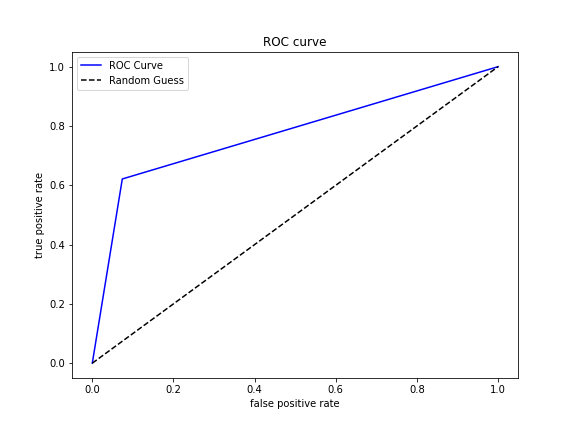 ROC curve
ROC Curve
Random Guess
1.0
0.8
0.6
0.4
0.2
0.0
true positive rate
0.0 0.2 0.4 0.6 0.8 1.0
false positive rate